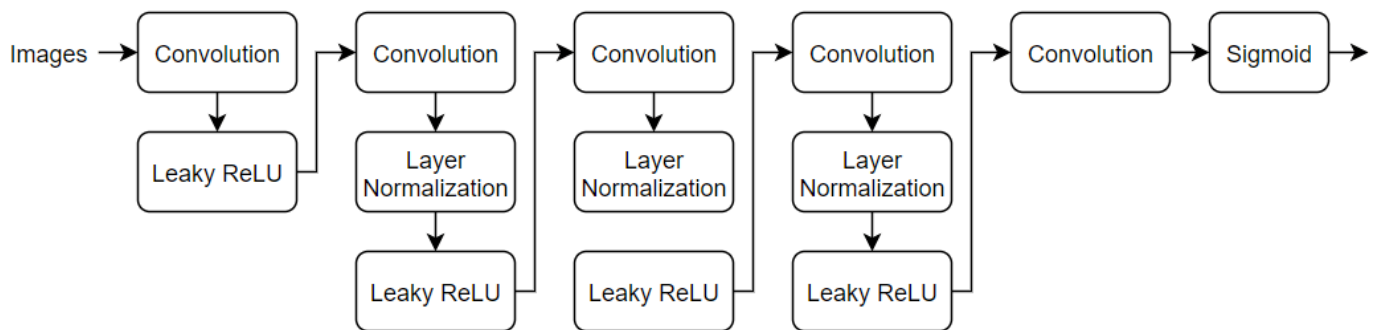 Images
Convolution
Leaky ReLU
Convolution
Layer
Normalization
Leaky ReLU
Convolution
Layer
Normalization
Leaky ReLU
Convolution
Layer
Normalization
Leaky ReLU
Convolution
Sigmoid